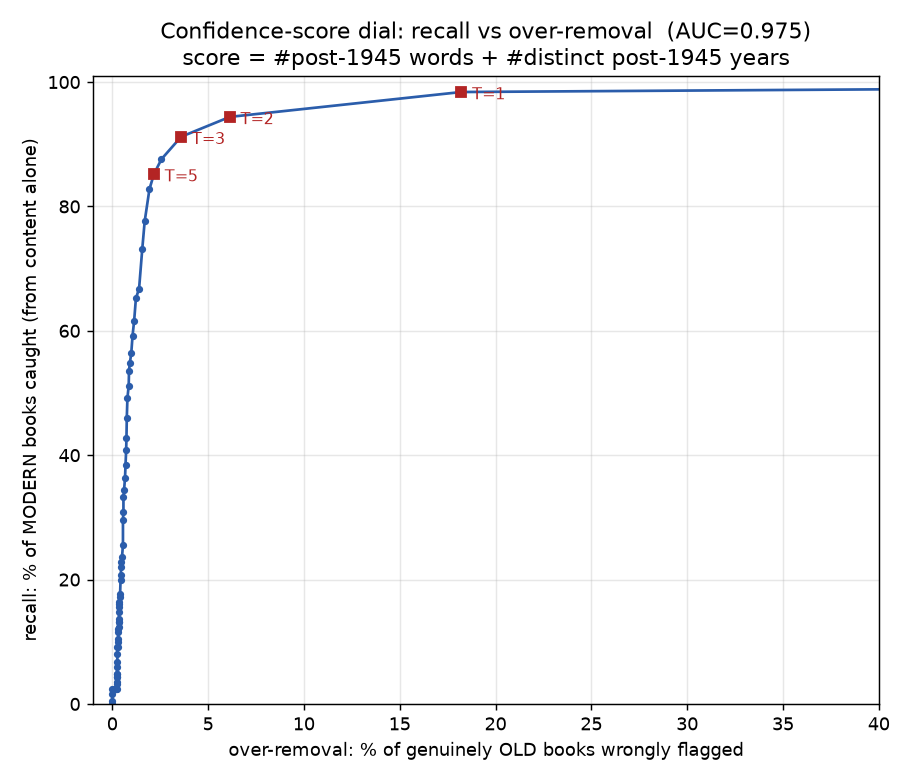 Confidence-score dial: recall vs over-removal (AUC=0.975)
score = #post-1945 words + #distinct post-1945 years
recall: % of MODERN books caught (from content alone)
100
80
60
40
20
0
T=1
T=2
T=3
T=5
0 5 10 15 20 25 30 35 40
over-removal: % of genuinely OLD books wrongly flagged